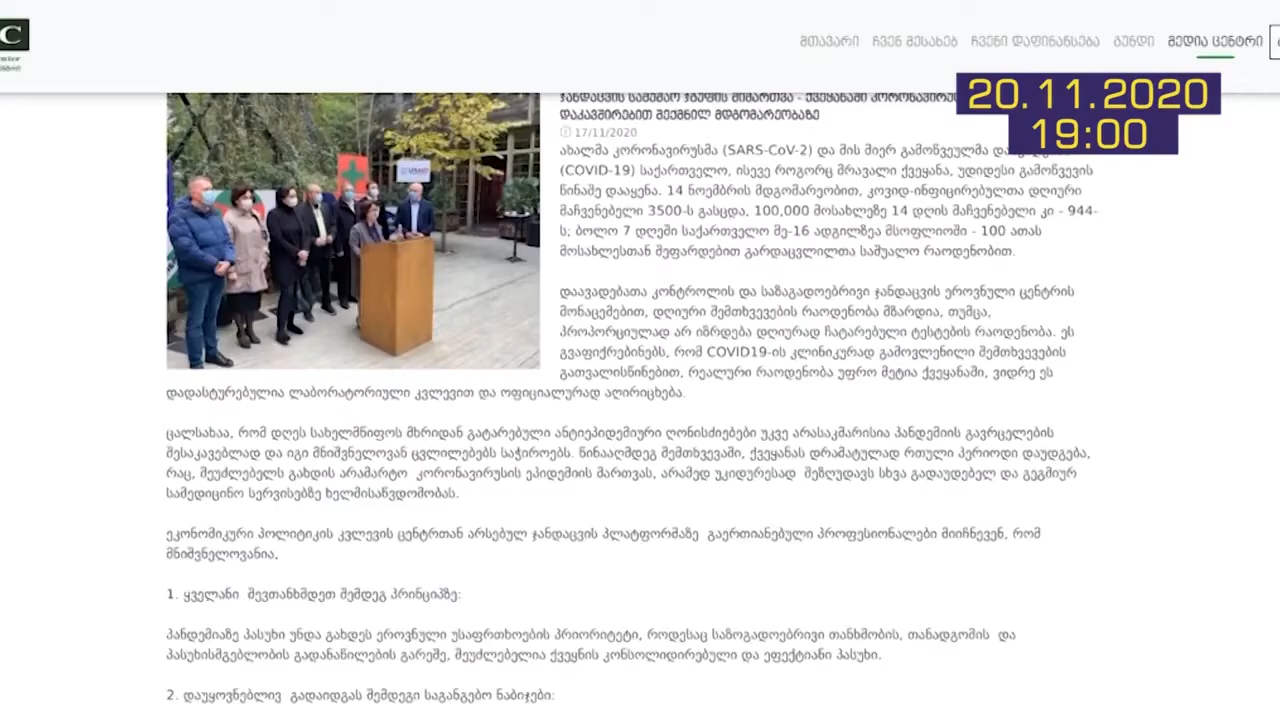 C
მთავარი ჩვენ შესახებ ჩვენი დაფინანსება გუნდი მედია ცენტრი
20.11.2020
19:00
ჯანდაცვის სამუშაო ჯგუფის მიმართვა - ქვეყანაში
დაკავშირებით შექმნილ მდგომარეობაზე
17/11/2020
ახალმა კორონავირუსმა (SARS-CoV-2) და მის მიერ გამოწვეულმა
(COVID-19) საქართველო, ისევე როგორც მრავალი ქვეყანა, უდიდესი გამოწვევის
წინაშე დააყენა. 14 ნოემბრის მდგომარეობით, კოვიდ-ინფიცირებულთა დღიური
მაჩვენებელი 3500-ს გასცდა, 100,000 მოსახლეზე 14 დღის მაჩვენებელი კი - 944-
ს; ბოლო 7 დღეში საქართველო მე-16 ადგილზეა მსოფლიოში - 100 ათას
მოსახლესთან შეფარდებით გარდაცვლილთა საშუალო რაოდენობით.
დაავადებათა კონტროლის და საზაგადოებრივი ჯანდაცვის ეროვნული ცენტრის
მონაცემებით, დღიური შემთხვევების რაოდენობა მზარდია, თუმცა,
პროპორციულად არ იზრდება დღიურად ჩატარებული ტესტების რაოდენობა. ეს
გვაფიქრებინებს, რომ COVID19-ის კლინიკურად გამოვლენილი შემთხვევების
გათვალისწინებით, რეალური რაოდენობა უფრო მეტია ქვეყანაში, ვიდრე ეს
დადასტურებულია ლაბორატორიული კვლევით და ოფიციალურად აღირიცხება.
ცალსახაა, რომ დღეს სახელმწიფოს მხრიდან გატარებული ანტიეპიდემიური ღონისძიებები უკვე არასაკმარისია პანდემიის გავრცელების
შესაკავებლად და იგი მნიშვნელოვან ცვლილებებს საჭიროებს. წინააღმდეგ შემთხვევაში, ქვეყანას დრამატულად რთული პერიოდი დაუდგება,
რაც, შეუძლებელს გახდის არამარტო კორონავირუსის ეპიდემიის მართვას, არამედ უკიდურესად შეზღუდავს სხვა გადაუდებელ და გეგმიურ
სამედიცინო სერვისებზე ხელმისაწვდომობას.
ეკონომიკური პოლიტიკის კვლევის ცენტრთან არსებულ ჯანდაცვის პლატფორმაზე გაერთიანებული პროფესიონალები მიიჩნევენ, რომ
მნიშვნელოვანია,
1. ყველანი შევთანხმდეთ შემდეგ პრინციპზე:
პანდემიაზე პასუხი უნდა გახდეს ეროვნული უსაფრთხოების პრიორიტეტი, როდესაც საზოგადოებრივი თანხმობის, თანადგომის და
პასუხისმგებლობის გადანაწილების გარეშე, შეუძლებელია ქვეყნის კონსოლიდირებული და ეფექტიანი პასუხი.
2. დაუყოვნებლივ გადაიდგას შემდეგი საგანგებო ნაბიჯები: